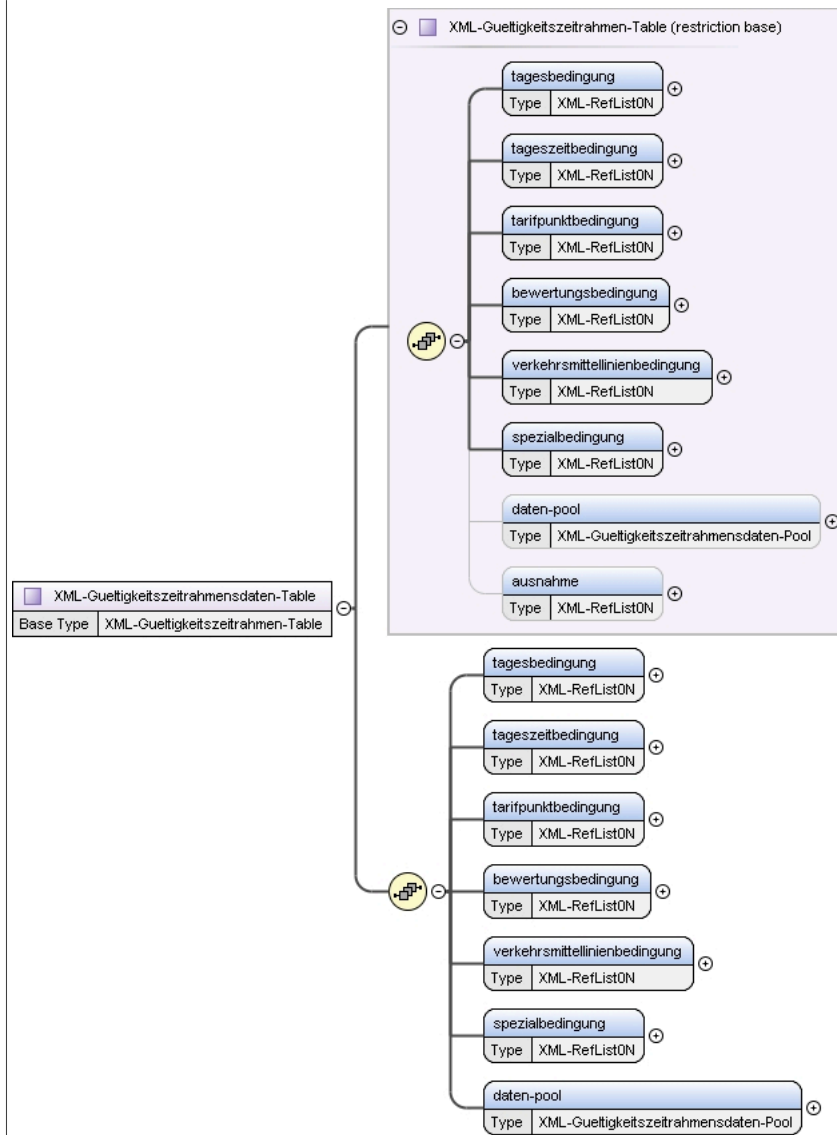 XML-Gueltigkeitszeitrahmen-Table (restriction base)
tagesbedingung
Type XML-RefList0N
tageszeitbedingung
Type XML-RefList0N
tarifpunktbedingung
Type XML-RefList0N
bewertungsbedingung
Type XML-RefList0N
verkehrsmittellinienbedingung
Type XML-RefList0N
spezialbedingung
Type XML-RefList0N
daten-pool
Type XML-Gueltigkeitszeitrahmensdaten-Pool
ausnahme
Type XML-RefList0N
XML-Gueltigkeitszeitrahmensdaten-Table
Base Type XML-Gueltigkeitszeitrahmen-Table
tagesbedingung
Type XML-RefList0N
tageszeitbedingung
Type XML-RefList0N
tarifpunktbedingung
Type XML-RefList0N
bewertungsbedingung
Type XML-RefList0N
verkehrsmittellinienbedingung
Type XML-RefList0N
spezialbedingung
Type XML-RefList0N
daten-pool
Type XML-Gueltigkeitszeitrahmensdaten-Pool